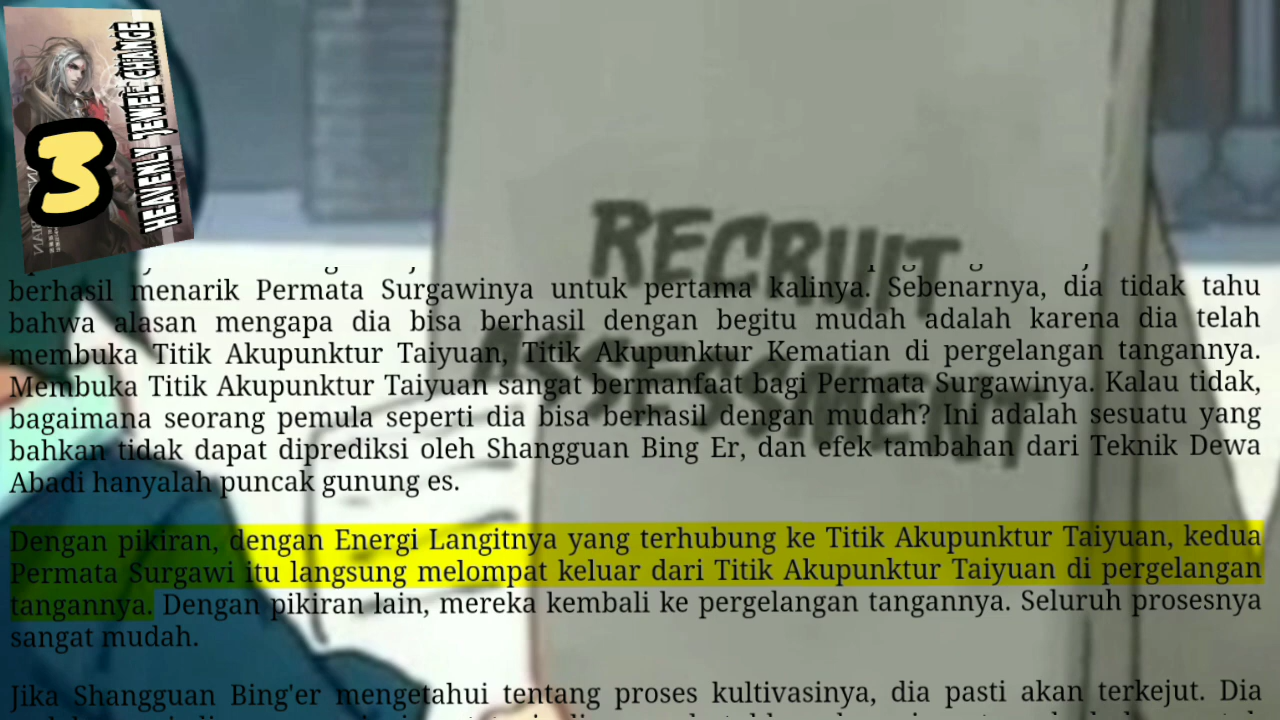 HEAVENLY JEWEL CHANGE
3
RECRUIT
ASSESSMENT
berhasil menarik Permata Surgawinya untuk pertama kalinya. Sebenarnya, dia tidak tahu
bahwa alasan mengapa dia bisa berhasil dengan begitu mudah adalah karena dia telah
membuka Titik Akupunktur Taiyuan, Titik Akupunktur Kematian di pergelangan tangannya.
Membuka Titik Akupunktur Taiyuan sangat bermanfaat bagi Permata Surgawinya. Kalau tidak,
bagaimana seorang pemula seperti dia bisa berhasil dengan mudah? Ini adalah sesuatu yang
bahkan tidak dapat diprediksi oleh Shangguan Bing Er, dan efek tambahan dari Teknik Dewa
Abadi hanyalah puncak gunung es.
Dengan pikiran, dengan Energi Langitnya yang terhubung ke Titik Akupunktur Taiyuan, kedua
Permata Surgawi itu langsung melompat keluar dari Titik Akupunktur Taiyuan di pergelangan
tangannya. Dengan pikiran lain, mereka kembali ke pergelangan tangannya. Seluruh prosesnya
sangat mudah.
Jika Shangguan Bing'er mengetahui tentang proses kultivasinya, dia pasti akan terkejut. Dia